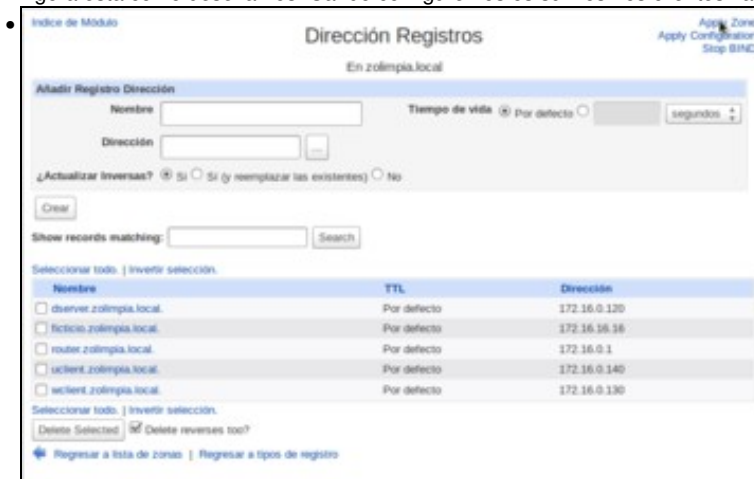 Indice de Módulo
Dirección Registros
Apply Zone
Apply Configuration
Stop BIND
En zolimpia.local
Añadir Registro Dirección
Nombre
Tiempo de vida Por defecto segundos
Dirección ...
¿Actualizar Inversas? Si Sí (y reemplazar las existentes) No
Crear
Show records matching: Search
Seleccionar todo. | Invertir selección.
Nombre TTL Dirección
dserver.zolimpia.local. Por defecto 172.16.0.120
ficticio.zolimpia.local. Por defecto 172.16.16.16
router.zolimpia.local. Por defecto 172.16.0.1
uclient.zolimpia.local. Por defecto 172.16.0.140
wclient.zolimpia.local. Por defecto 172.16.0.130
Seleccionar todo. | Invertir selección.
Delete Selected Delete reverses too?
Regresar a lista de zonas | Regresar a tipos de registro